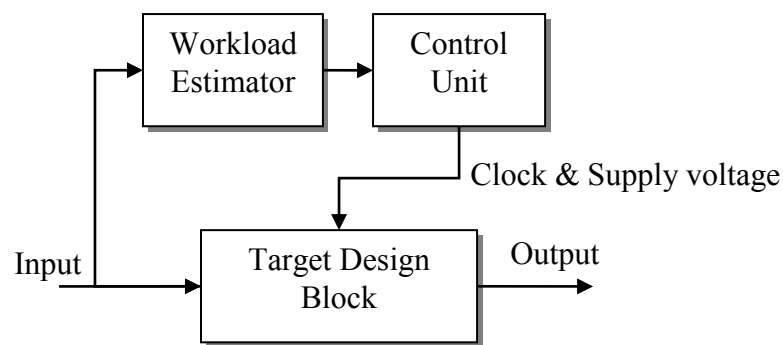 Workload
Estimator
Control
Unit
Clock & Supply voltage
Input
Target Design
Block
Output